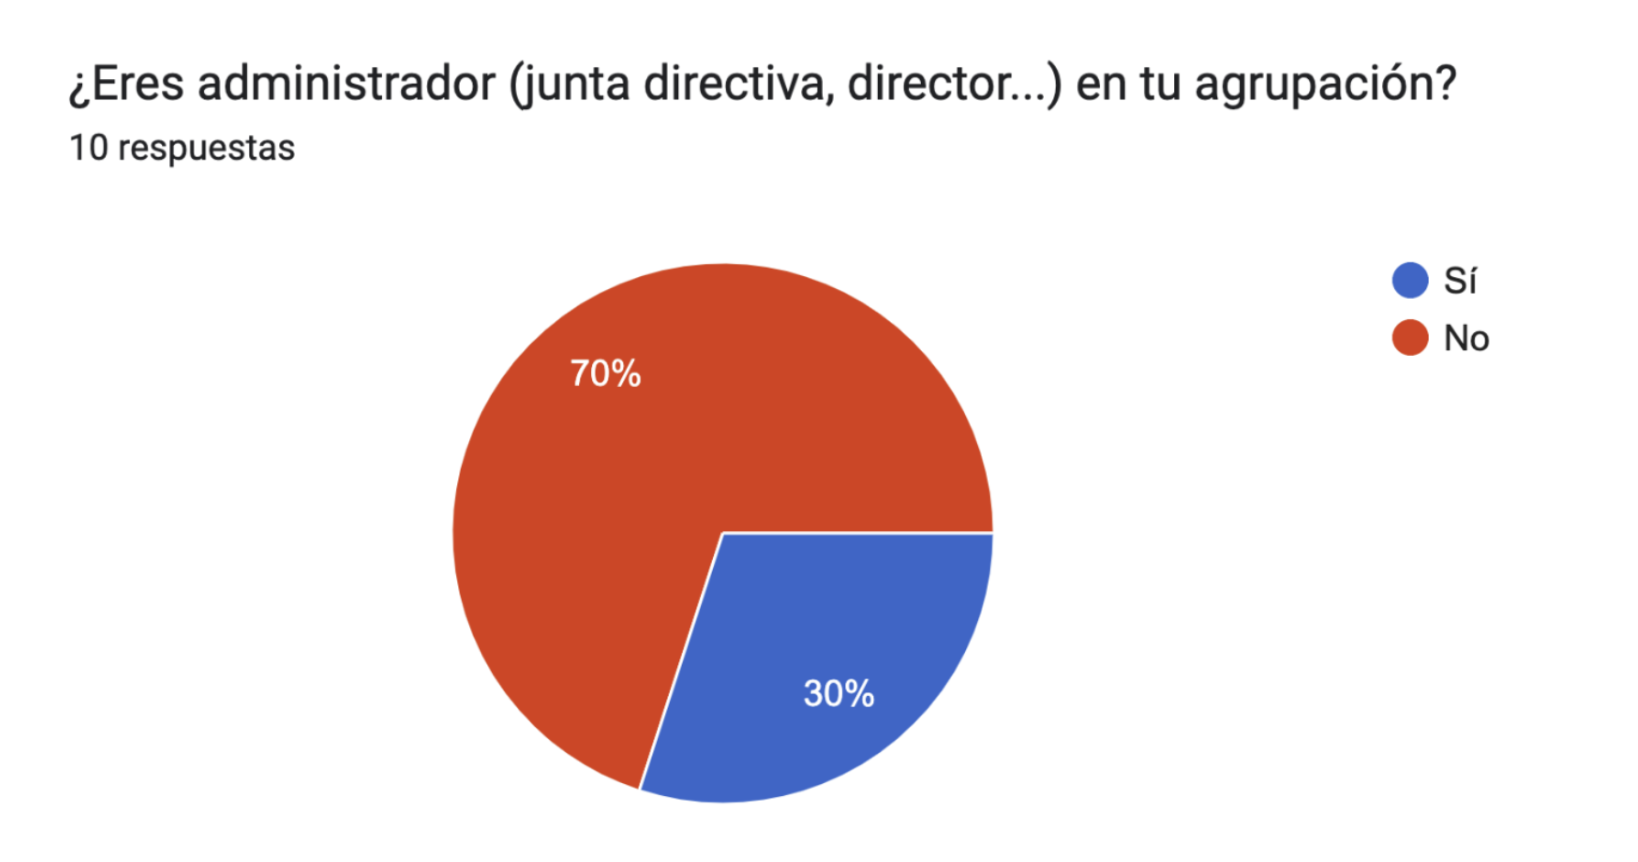 ¿Eres administrador (junta directiva, director...) en tu agrupación?
10 respuestas
Sí
No
70%
30%